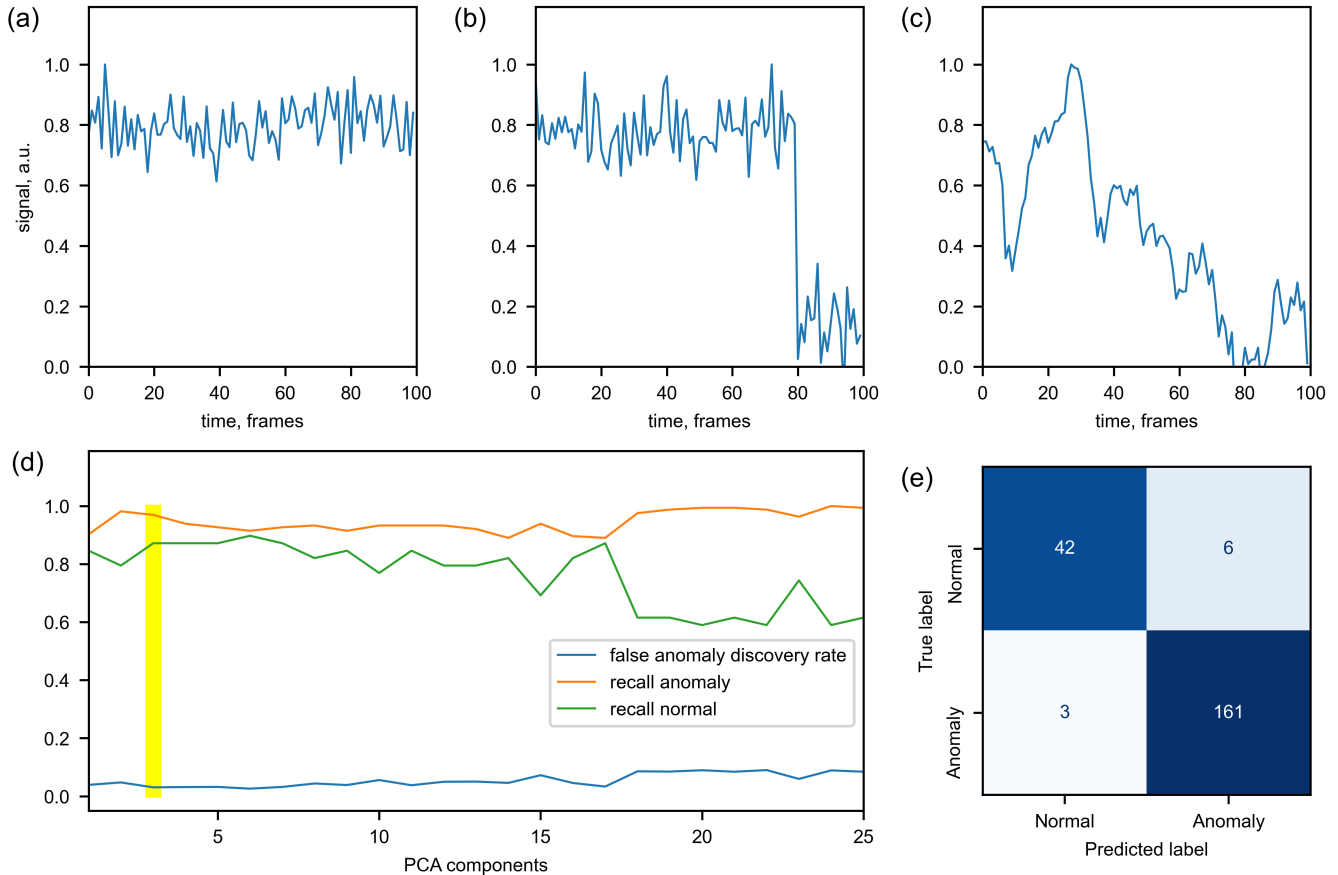 (a)
(b)
(c)
1.0
0.8
0.6
0.4
0.2
0.0
signal, a.u.
0 20 40 60 80 100
time, frames
1.0
0.8
0.6
0.4
0.2
0.0
0 20 40 60 80 100
time, frames
1.0
0.8
0.6
0.4
0.2
0.0
0 20 40 60 80 100
time, frames
(d)
1.0
0.8
0.6
0.4
0.2
0.0
false anomaly discovery rate
recall anomaly
recall normal
5 10 15 20 25
PCA components
(e)
True label
Normal
Anomaly
42 6
3 161
Normal Anomaly
Predicted label